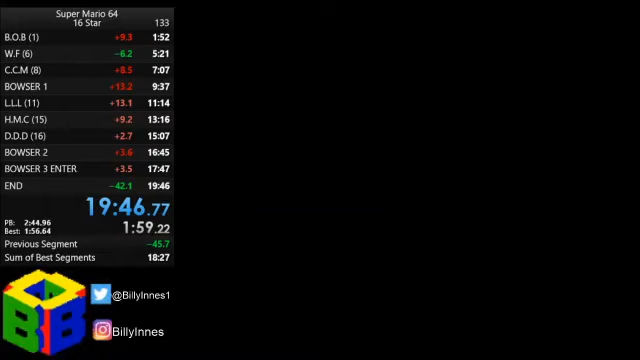 Super Mario 64
16 Star 133
B.O.B (1) +9.3 1:52
W.F (6) −6.2 5:21
C.C.M (8) +8.5 7:07
BOWSER 1 +13.2 9:37
L.L.L (11) +13.1 11:14
H.M.C (15) +9.2 13:16
D.D.D (16) +2.7 15:07
BOWSER 2 +3.6 16:45
BOWSER 3 ENTER +3.5 17:47
END −42.1 19:46
19:46.77
PB: 2:44.96
Best: 1:56.64 1:59.22
Previous Segment −45.7
Sum of Best Segments 18:27
B B
@BillyInnes1
BillyInnes